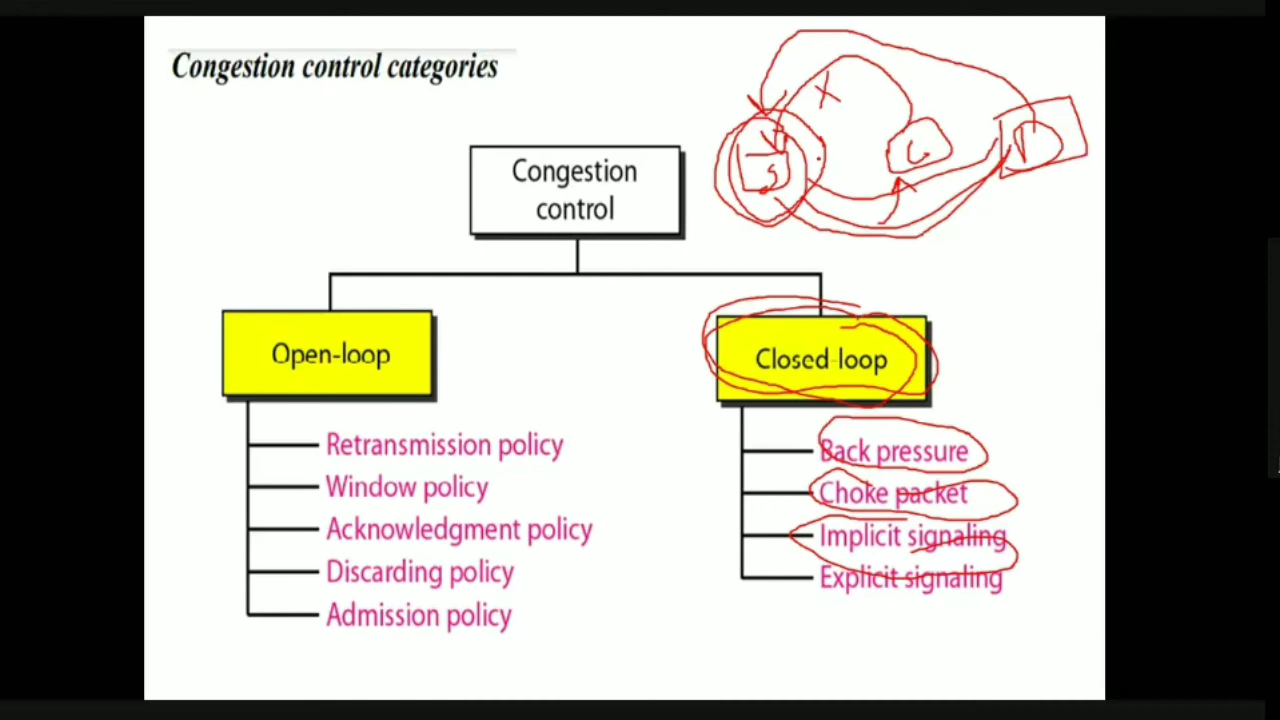 Congestion control categories
Congestion
control
S
C
D
Open-loop
Closed-loop
Retransmission policy
Window policy
Acknowledgment policy
Discarding policy
Admission policy
Back pressure
Choke packet
Implicit signaling
Explicit signaling